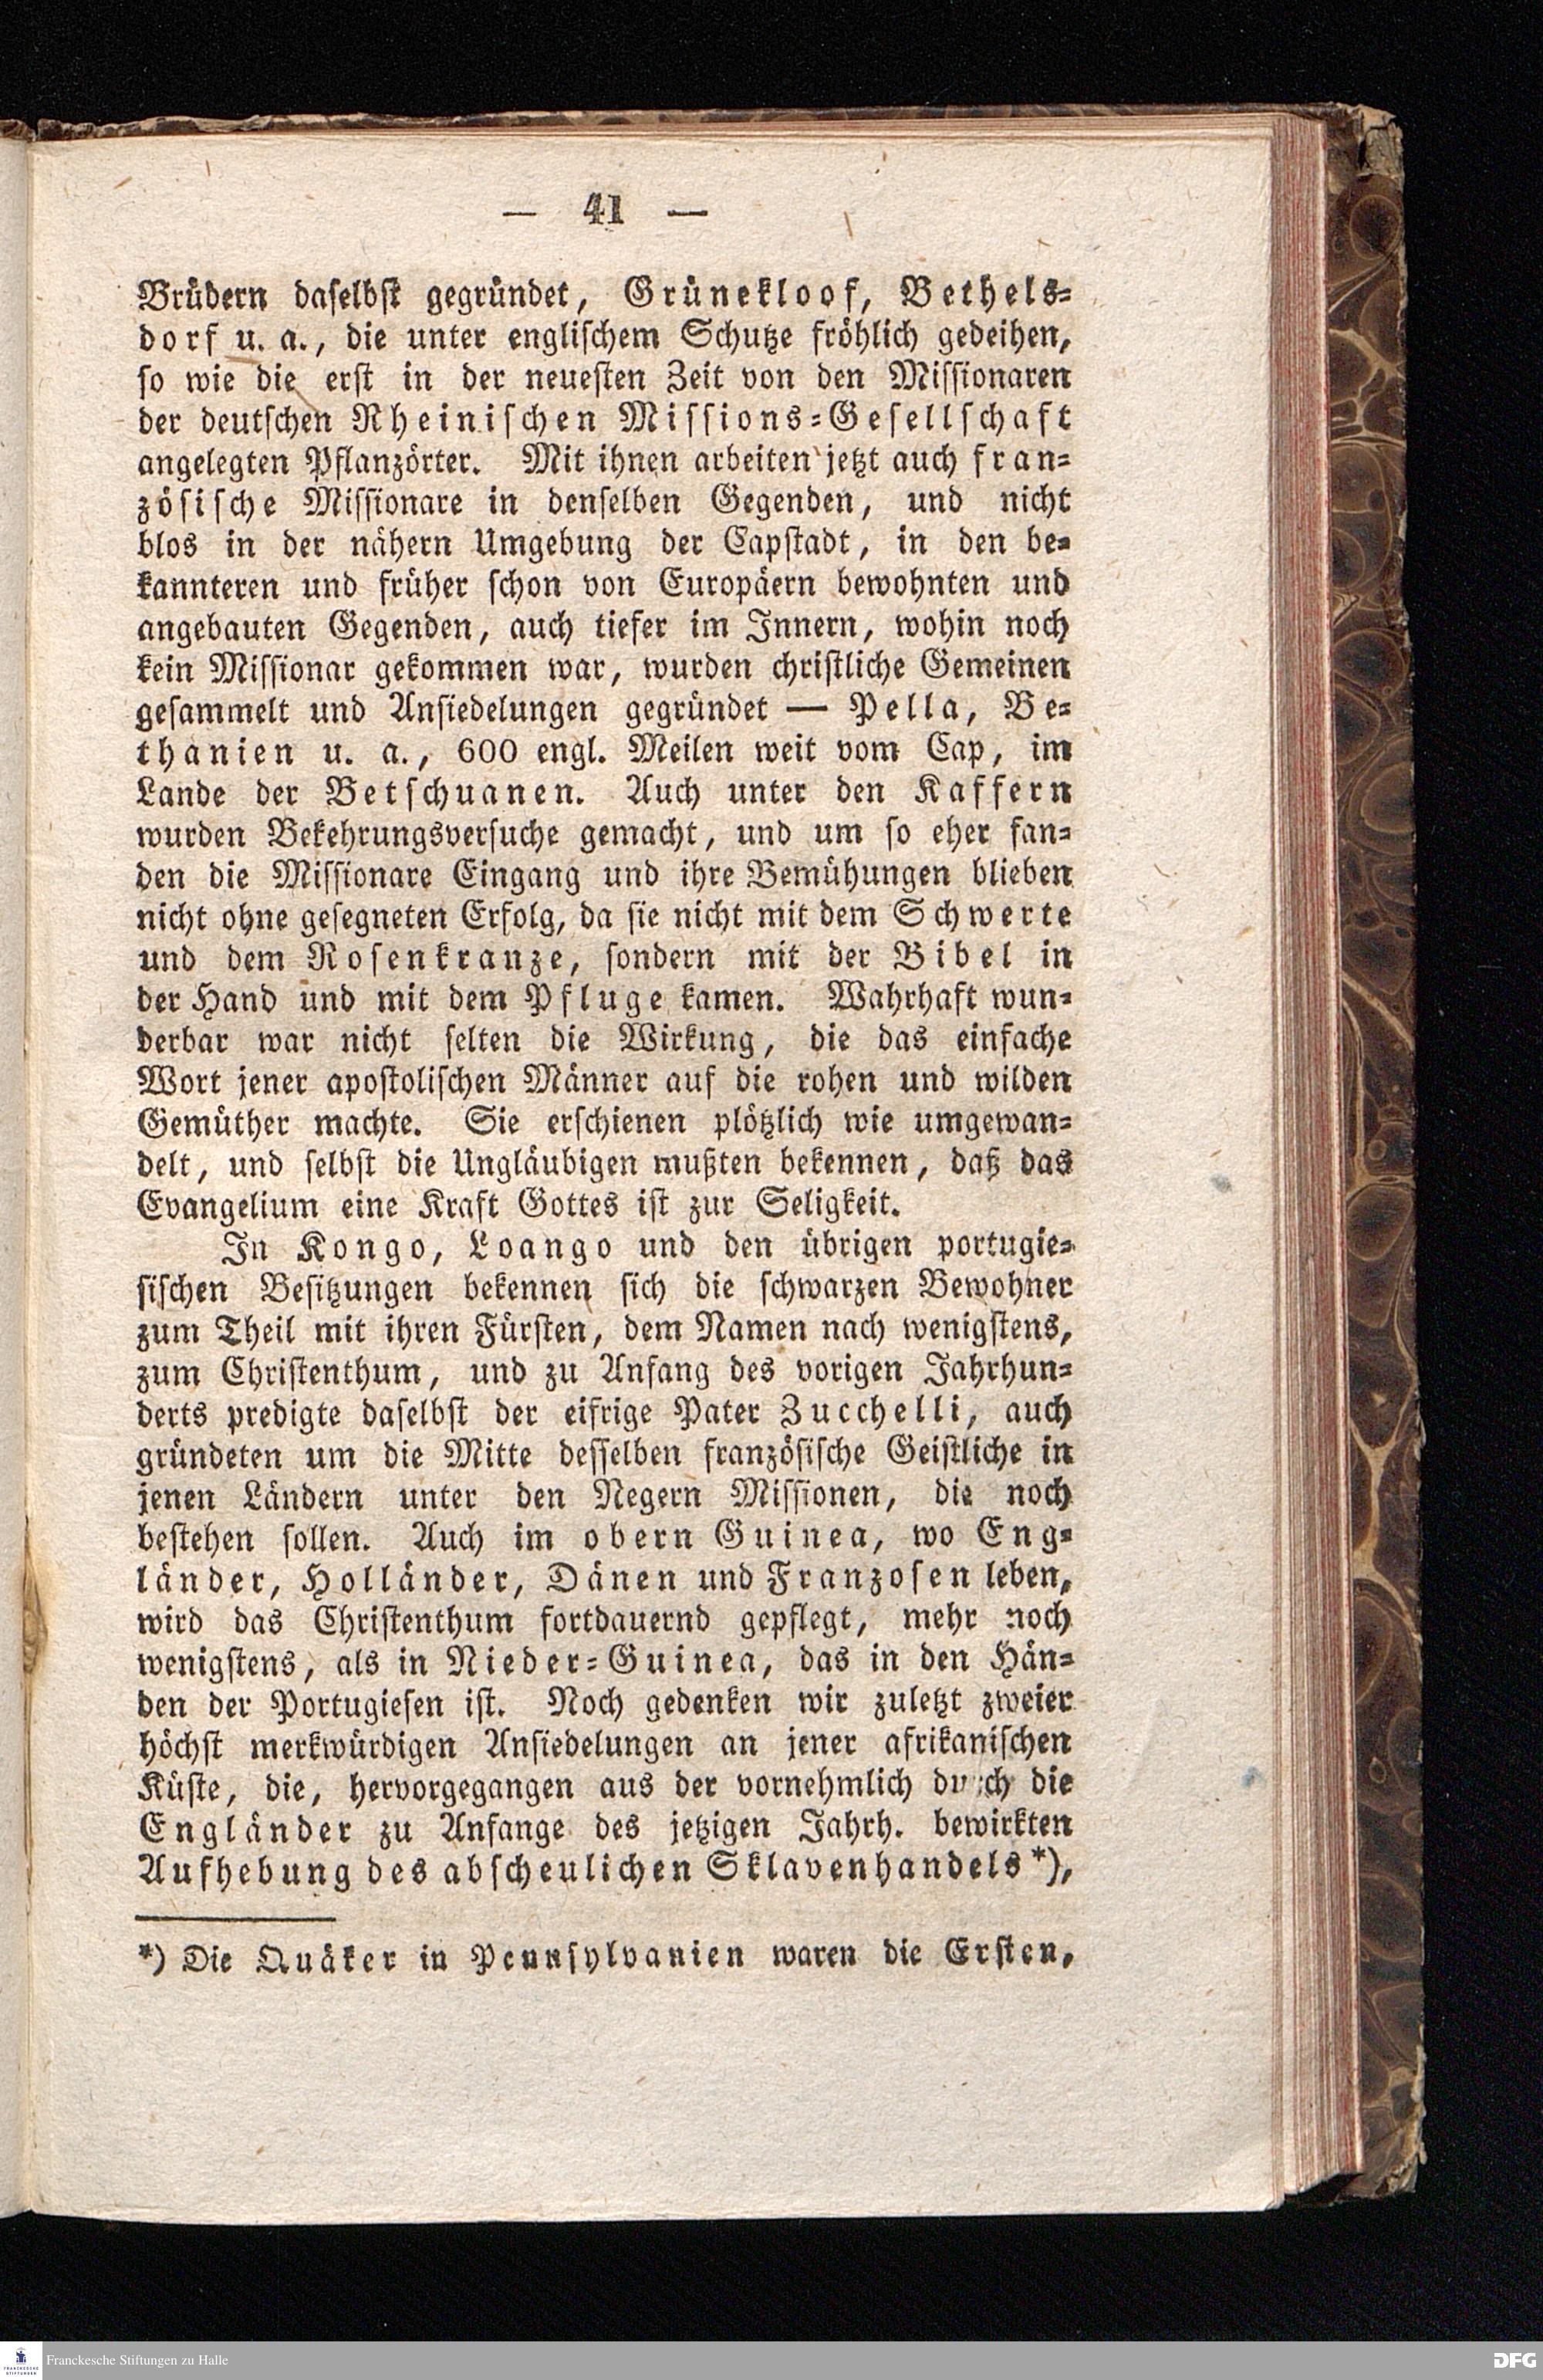 — 41 —
Brüdern daselbst gegründet, Grünekloof, Bethels-
dorf u. a., die unter englischem Schutze fröhlich gedeihen,
so wie die erst in der neuesten Zeit von den Missionaren
der deutschen Rheinischen Missions-Gesellschaft
angelegten Pflanzörter. Mit ihnen arbeiten jetzt auch fran-
zösische Missionare in denselben Gegenden, und nicht
blos in der nähern Umgebung der Capstadt, in den be-
kannteren und früher schon von Europäern bewohnten und
angebauten Gegenden, auch tiefer im Innern, wohin noch
kein Missionar gekommen war, wurden christliche Gemeinen
gesammelt und Ansiedelungen gegründet — Pella, Be-
thanien u. a., 600 engl. Meilen weit vom Cap, im
Lande der Betschuanen. Auch unter den Kaffern
wurden Bekehrungsversuche gemacht, und um so eher fan-
den die Missionare Eingang und ihre Bemühungen blieben
nicht ohne gesegneten Erfolg, da sie nicht mit dem Schwerte
und dem Rosenkranze, sondern mit der Bibel in
der Hand und mit dem Pfluge kamen. Wahrhaft wun-
derbar war nicht selten die Wirkung, die das einfache
Wort jener apostolischen Männer auf die rohen und wilden
Gemüther machte. Sie erschienen plötzlich wie umgewan-
delt, und selbst die Ungläubigen mußten bekennen, daß das
Evangelium eine Kraft Gottes ist zur Seligkeit.
In Kongo, Loango und den übrigen portugie-
sischen Besitzungen bekennen sich die schwarzen Bewohner
zum Theil mit ihren Fürsten, dem Namen nach wenigstens,
zum Christenthum, und zu Anfang des vorigen Jahrhun-
derts predigte daselbst der eifrige Pater Zucchelli, auch
gründeten um die Mitte desselben französische Geistliche in
jenen Ländern unter den Negern Missionen, die noch
bestehen sollen. Auch im obern Guinea, wo Eng-
länder, Holländer, Dänen und Franzosen leben,
wird das Christenthum fortdauernd gepflegt, mehr noch
wenigstens, als in Nieder-Guinea, das in den Hän-
den der Portugiesen ist. Noch gedenken wir zuletzt zweier
höchst merkwürdigen Ansiedelungen an jener afrikanischen
Küste, die, hervorgegangen aus der vornehmlich durch die
Engländer zu Anfange des jetzigen Jahrh. bewirkten
Aufhebung des abscheulichen Sklavenhandels*),
*) Die Quäker in Pennsylvanien waren die Ersten,
FRANCKESCHE STIFTUNGEN
Franckesche Stiftungen zu Halle
DFG